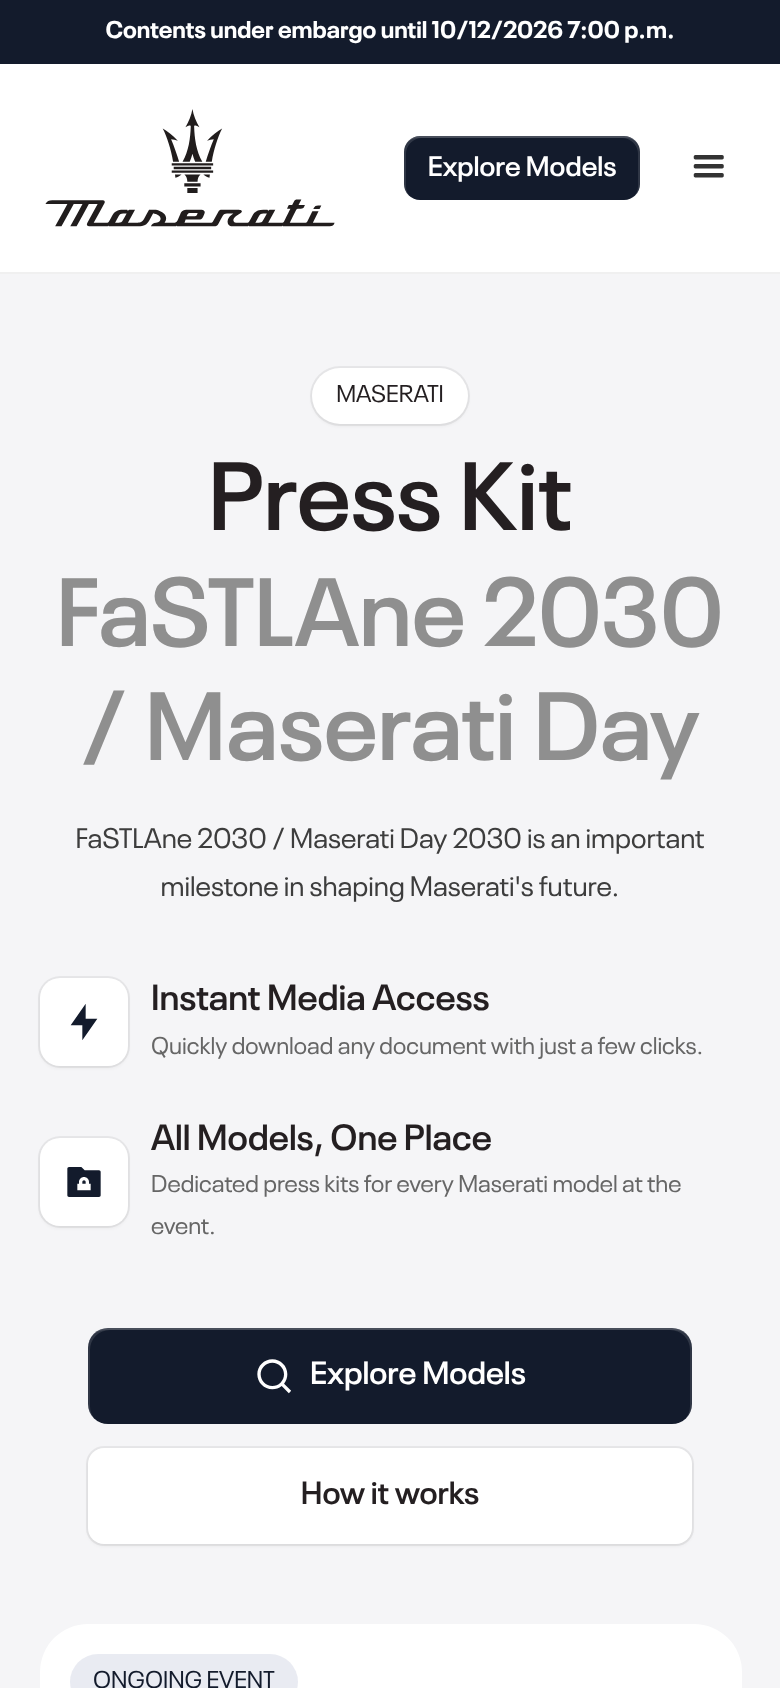 Contents under embargo until 10/12/2026 7:00 p.m.
Maserati
Explore Models
MASERATI
Press Kit
FaSTLAne 2030
/ Maserati Day
FaSTLAne 2030 / Maserati Day 2030 is an important
milestone in shaping Maserati's future.
Instant Media Access
Quickly download any document with just a few clicks.
All Models, One Place
Dedicated press kits for every Maserati model at the
event.
Explore Models
How it works
ONGOING EVENT